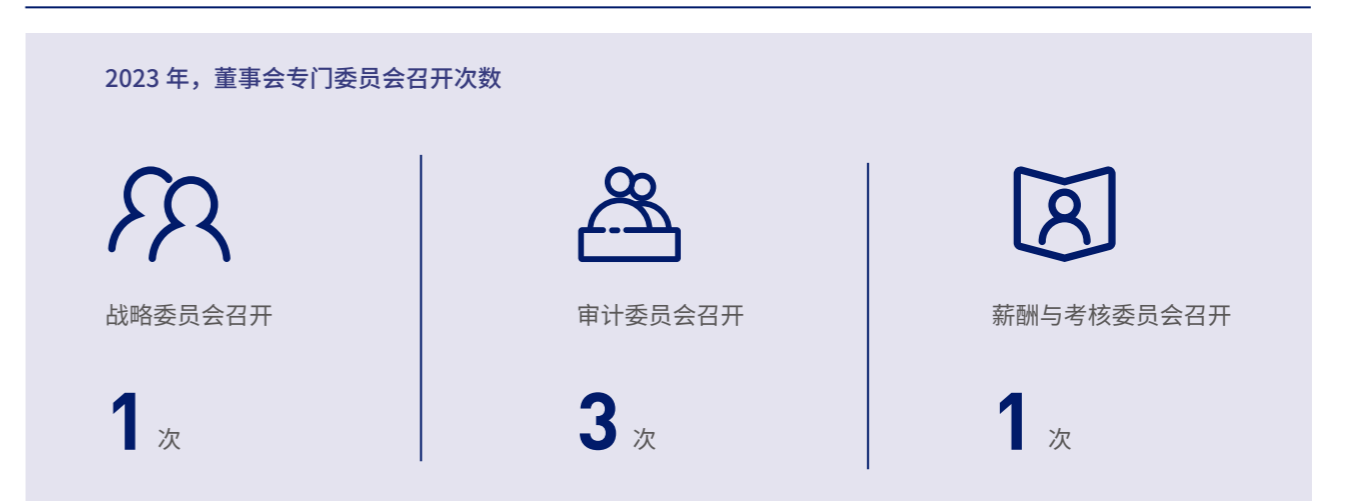 2023 年，董事会专门委员会召开次数
战略委员会召开
审计委员会召开
薪酬与考核委员会召开
1 次
3 次
1 次